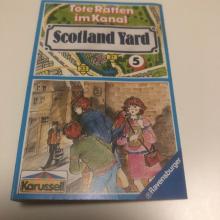 Tote Ratten
im Kanal
Scotland Yard
5
Karussell
Ravensburger